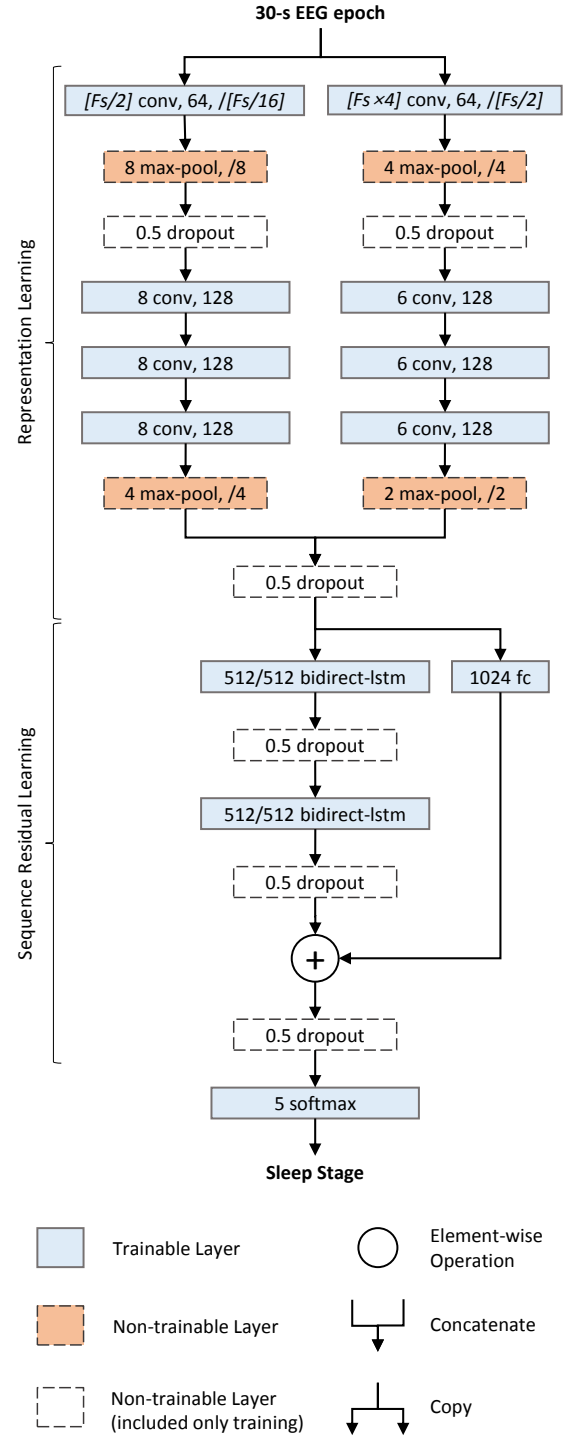 30-s EEG epoch
[Fs/2] conv, 64, /[Fs/16]
[Fs×4] conv, 64, /[Fs/2]
8 max-pool, /8
4 max-pool, /4
0.5 dropout
0.5 dropout
8 conv, 128
6 conv, 128
8 conv, 128
6 conv, 128
8 conv, 128
6 conv, 128
4 max-pool, /4
2 max-pool, /2
0.5 dropout
Representation Learning
512/512 bidirect-lstm
1024 fc
0.5 dropout
512/512 bidirect-lstm
0.5 dropout
+
0.5 dropout
Sequence Residual Learning
5 softmax
Sleep Stage
Trainable Layer
Element-wise
Operation
Non-trainable Layer
Concatenate
Non-trainable Layer
(included only training)
Copy